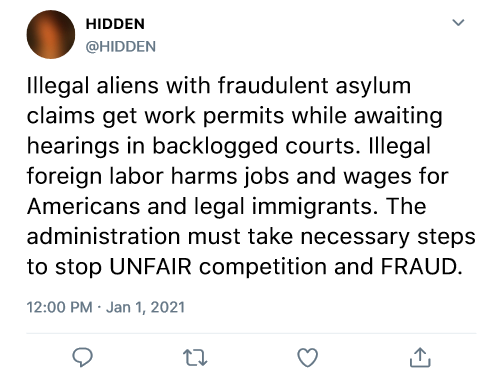 HIDDEN
@HIDDEN
Illegal aliens with fraudulent asylum
claims get work permits while awaiting
hearings in backlogged courts. Illegal
foreign labor harms jobs and wages for
Americans and legal immigrants. The
administration must take necessary steps
to stop UNFAIR competition and FRAUD.
12:00 PM · Jan 1, 2021